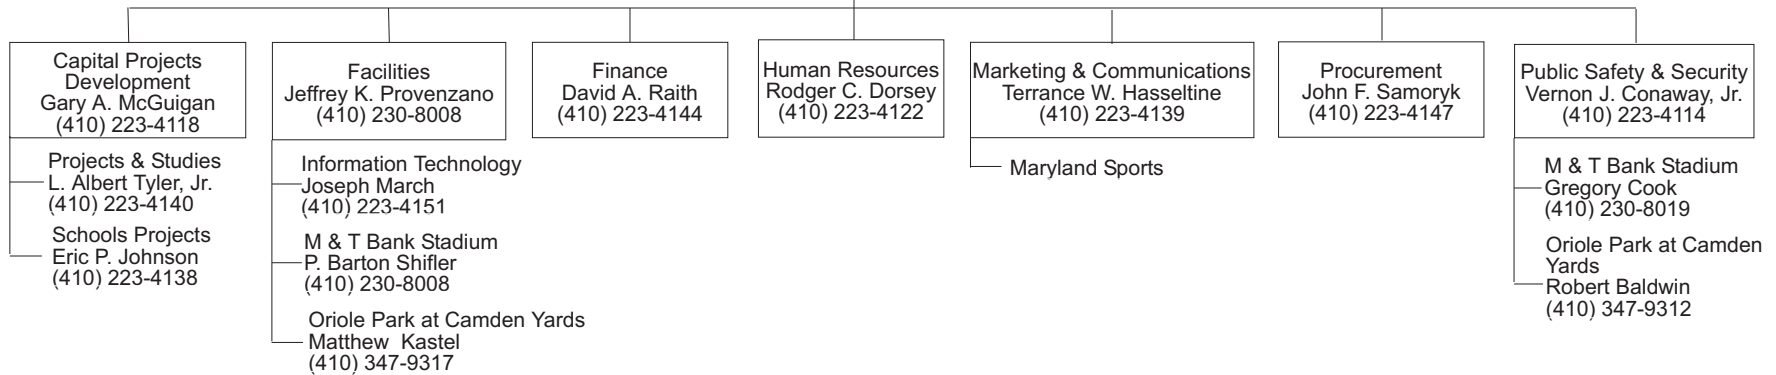 Capital Projects
Development
Gary A. McGuigan
(410) 223-4118
Projects & Studies
L. Albert Tyler, Jr.
(410) 223-4140
Schools Projects
Eric P. Johnson
(410) 223-4138
Facilities
Jeffrey K. Provenzano
(410) 230-8008
Information Technology
Joseph March
(410) 223-4151
M & T Bank Stadium
P. Barton Shifler
(410) 230-8008
Oriole Park at Camden Yards
Matthew Kastel
(410) 347-9317
Finance
David A. Raith
(410) 223-4144
Human Resources
Rodger C. Dorsey
(410) 223-4122
Marketing & Communications
Terrance W. Hasseltine
(410) 223-4139
Maryland Sports
Procurement
John F. Samoryk
(410) 223-4147
Public Safety & Security
Vernon J. Conaway, Jr.
(410) 223-4114
M & T Bank Stadium
Gregory Cook
(410) 230-8019
Oriole Park at Camden
Yards
Robert Baldwin
(410) 347-9312